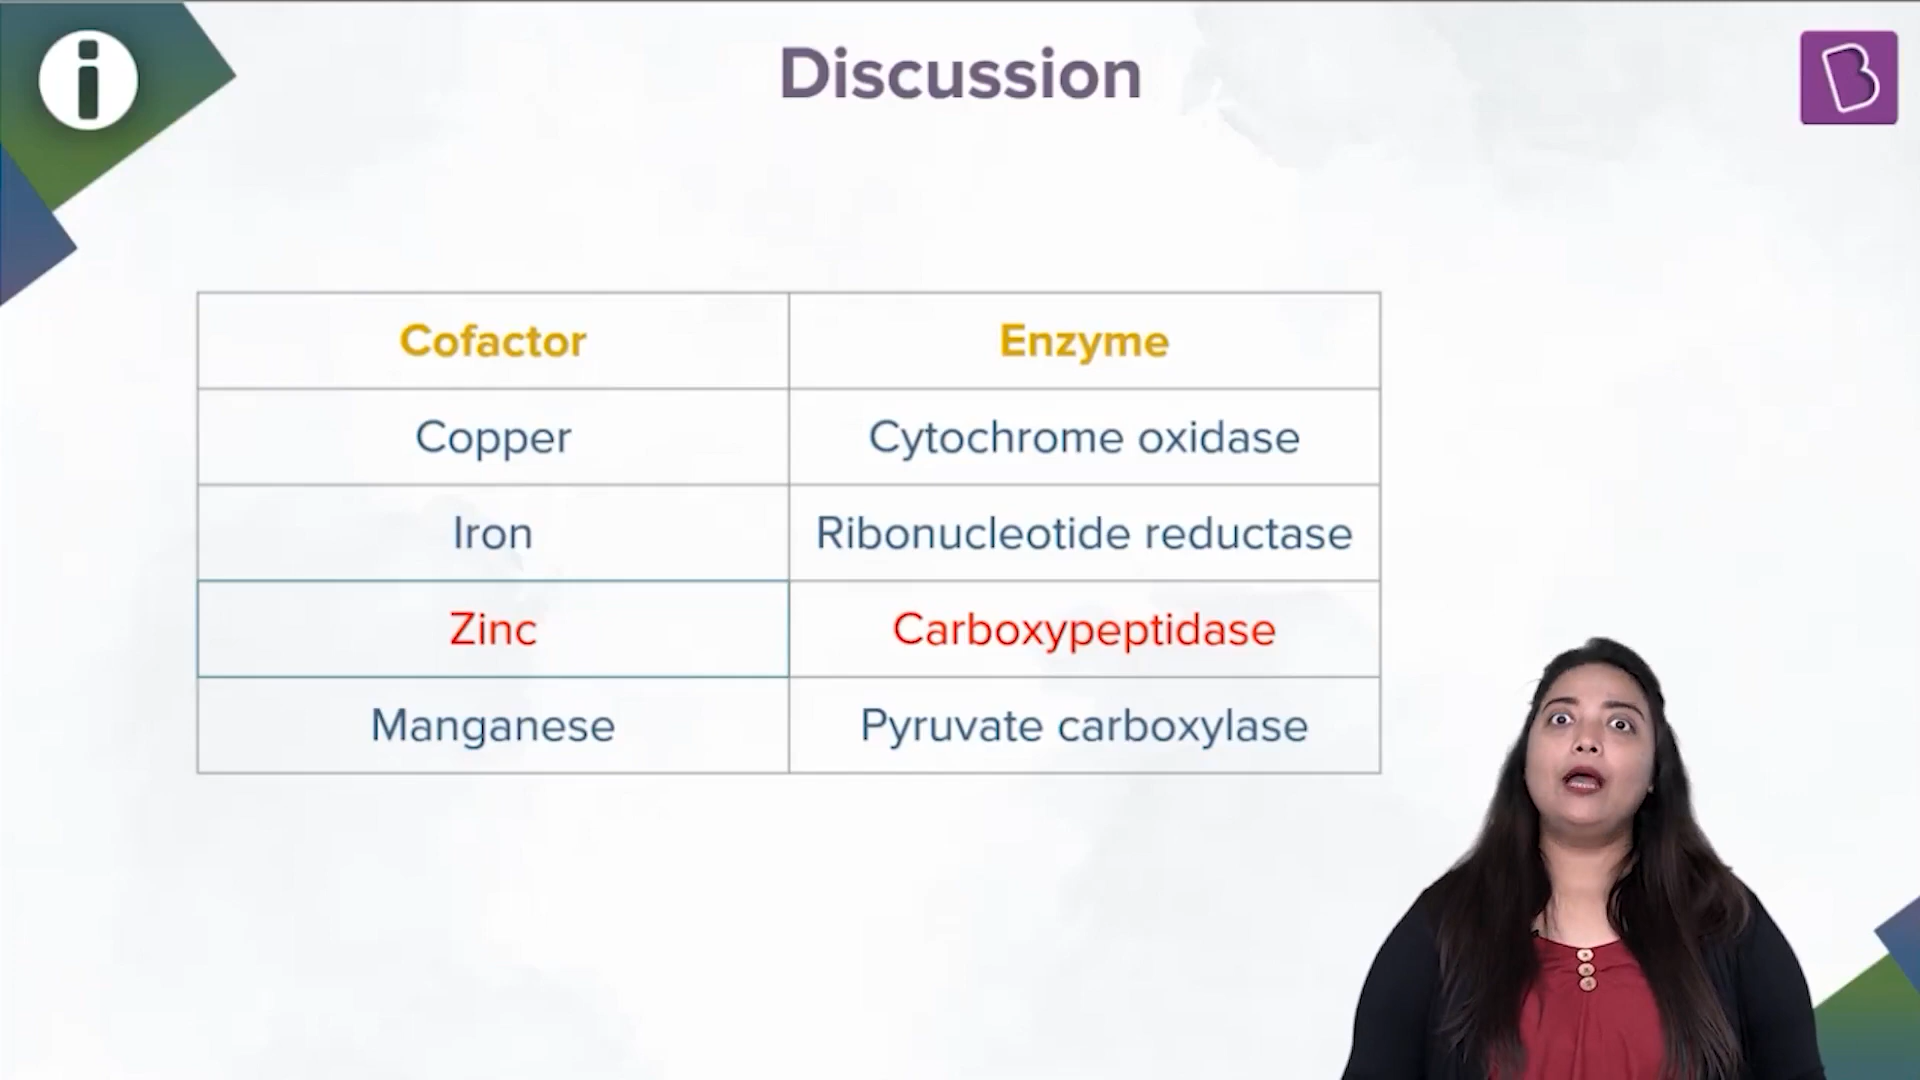 Discussion
Cofactor Enzyme
Copper Cytochrome oxidase
Iron Ribonucleotide reductase
Zinc Carboxypeptidase
Manganese Pyruvate carboxylase